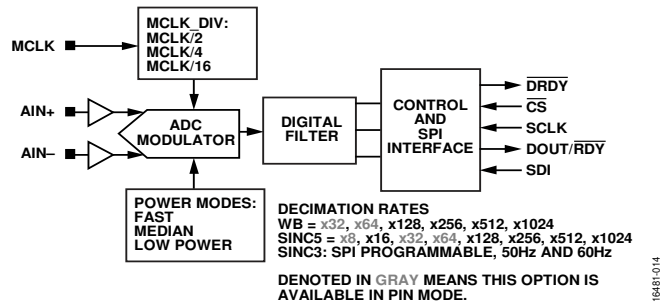 MCLK_DIV:
MCLK/2
MCLK/4
MCLK/16
MCLK
AIN+
AIN–
ADC
MODULATOR
DIGITAL
FILTER
CONTROL
AND
SPI
INTERFACE
DRDY
CS
SCLK
DOUT/RDY
SDI
POWER MODES:
FAST
MEDIAN
LOW POWER
DECIMATION RATES
WB = x32, x64, x128, x256, x512, x1024
SINC5 = x8, x16, x32, x64, x128, x256, x512, x1024
SINC3: SPI PROGRAMMABLE, 50Hz AND 60Hz
DENOTED IN GRAY MEANS THIS OPTION IS
AVAILABLE IN PIN MODE.
16481-014